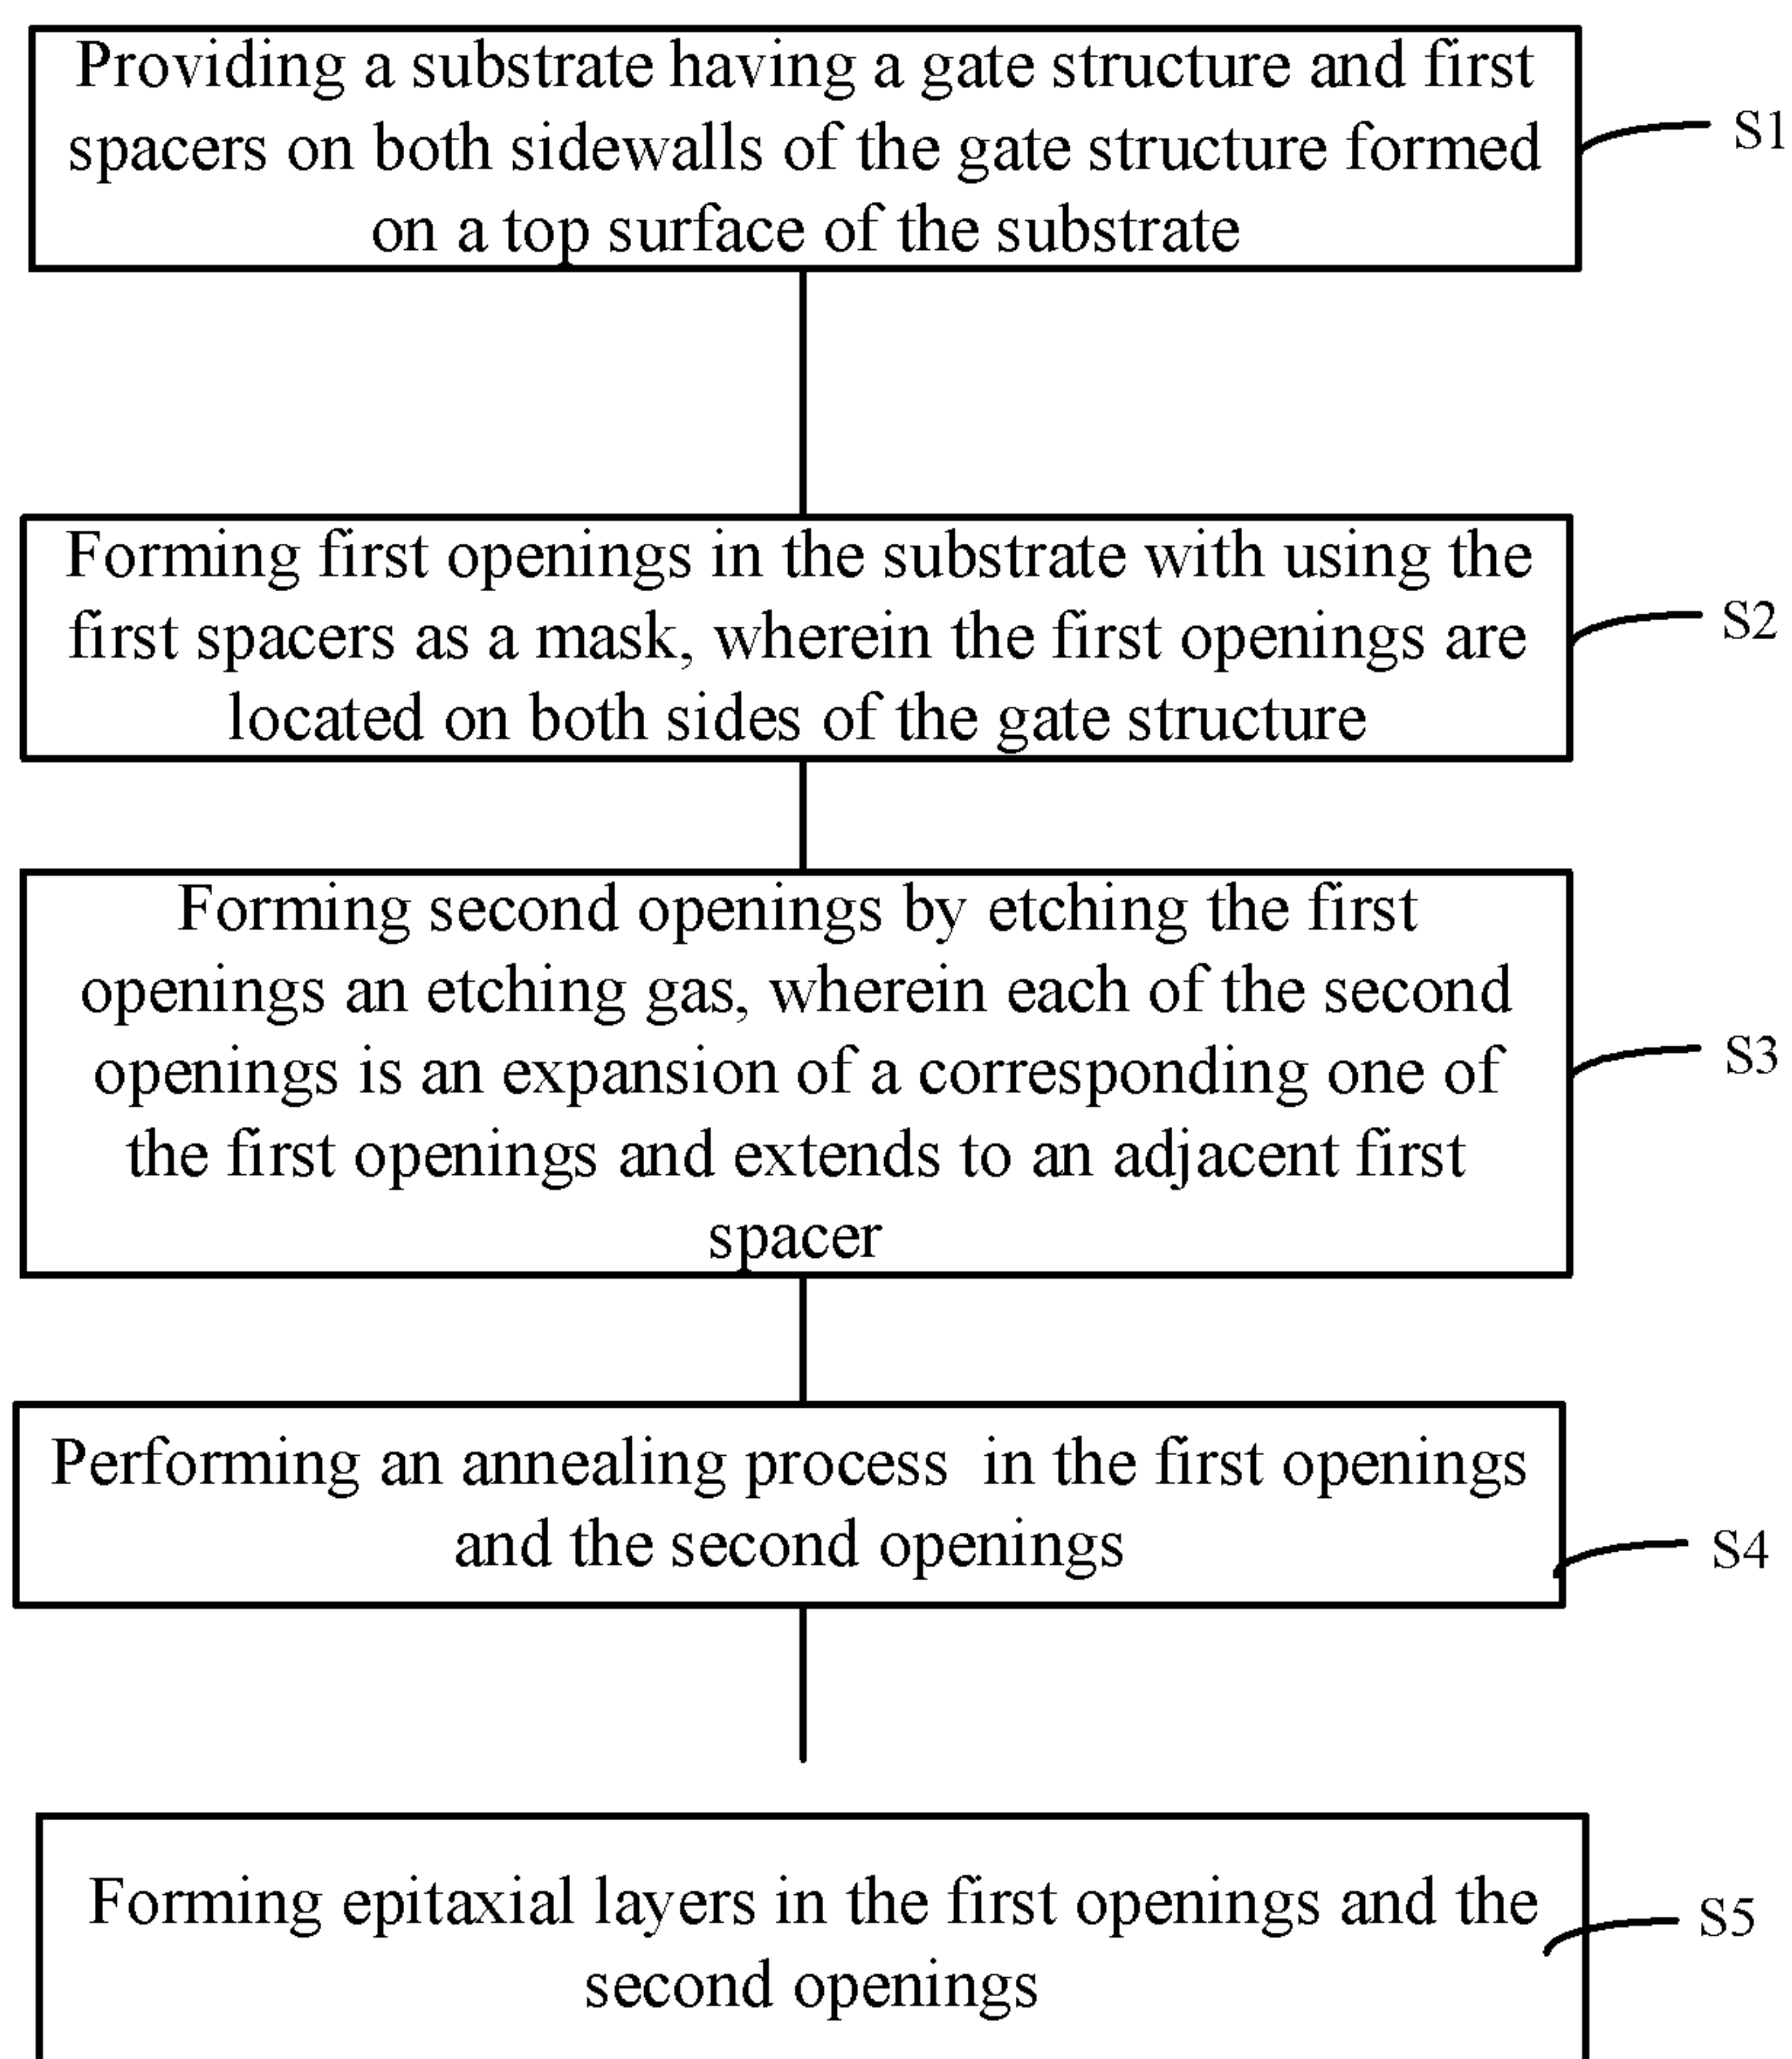 Providing a substrate having a gate structure and first
spacers on both sidewalls of the gate structure formed
on a top surface of the substrate
S1
Forming first openings in the substrate with using the
first spacers as a mask, wherein the first openings are
located on both sides of the gate structure
S2
Forming second openings by etching the first
openings an etching gas, wherein each of the second
openings is an expansion of a corresponding one of
the first openings and extends to an adjacent first
spacer
S3
Performing an annealing process in the first openings
and the second openings
S4
Forming epitaxial layers in the first openings and the
second openings
S5